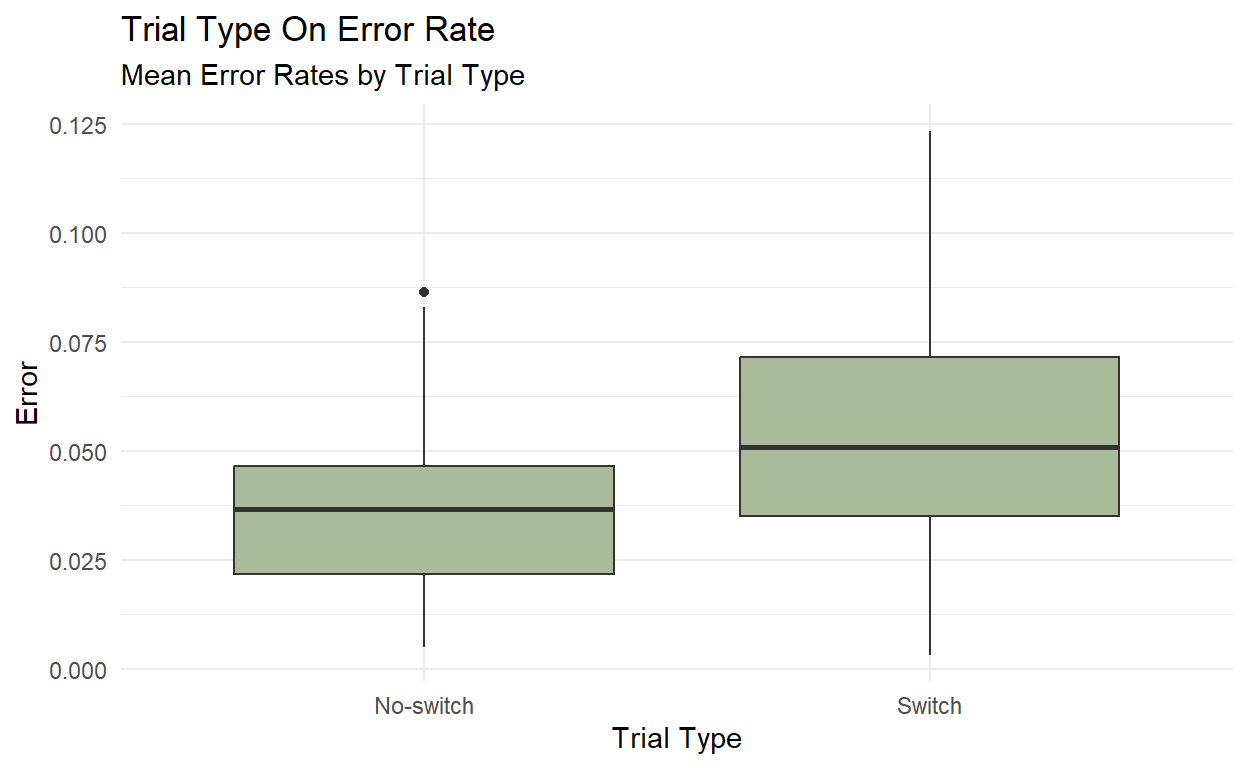 Trial Type On Error Rate
Mean Error Rates by Trial Type
0.125
0.100
0.075
0.050
0.025
0.000
Error
No-switch
Switch
Trial Type